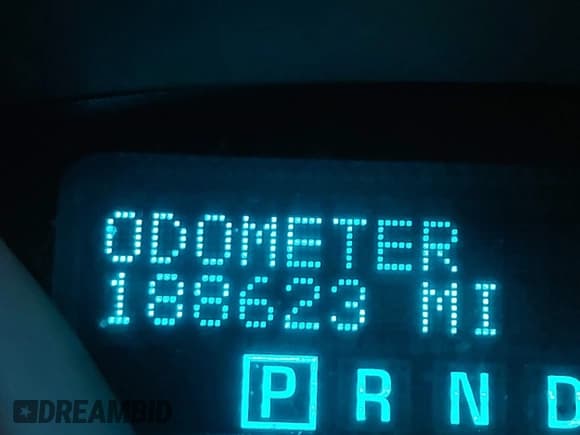 ODOMETER
188623 MI
P R N D
DREAMBID